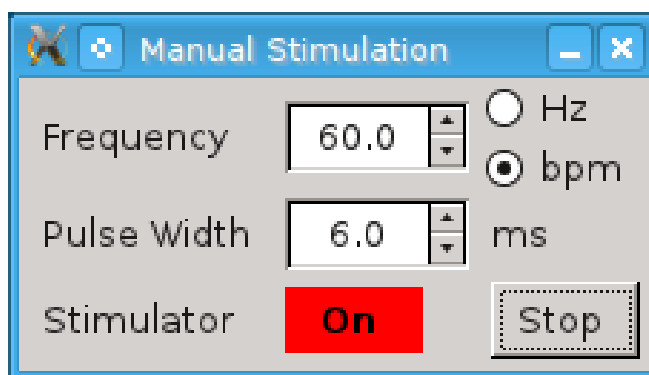 Manual Stimulation
Frequency 60.0 Hz
bpm
Pulse Width 6.0 ms
Stimulator On Stop